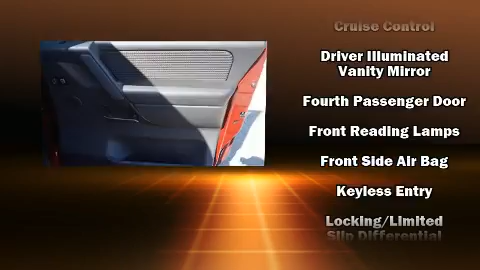 Cruise Control
Driver Illuminated
Vanity Mirror
Fourth Passenger Door
Front Reading Lamps
Front Side Air Bag
Keyless Entry
Locking/Limited
Slip Differential